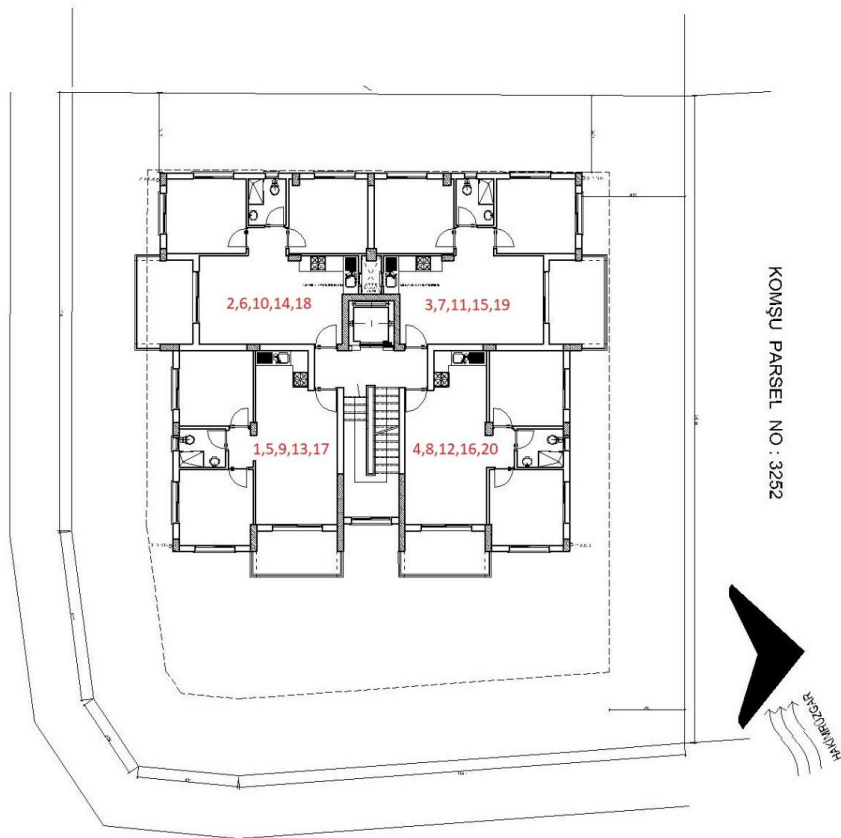 2,6,10,14,18
3,7,11,15,19
1,5,9,13,17
4,8,12,16,20
KOMŞU PARSEL NO : 3252
HAKİMRÜZGAR